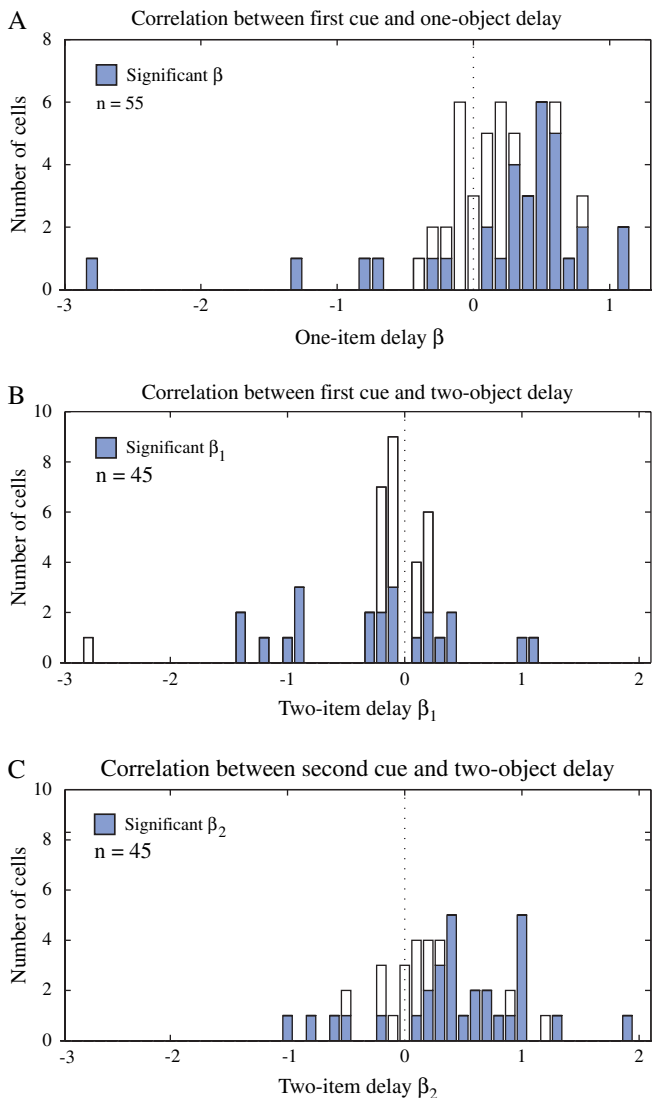 A
Correlation between first cue and one-object delay
8
6
4
2
0
Number of cells
Significant β
n = 55
-3 -2 -1 0 1
One-item delay β
B
Correlation between first cue and two-object delay
10
8
6
4
2
0
Number of cells
Significant β₁
n = 45
-3 -2 -1 0 1 2
Two-item delay β₁
C
Correlation between second cue and two-object delay
10
8
6
4
2
0
Number of cells
Significant β₂
n = 45
-3 -2 -1 0 1 2
Two-item delay β₂